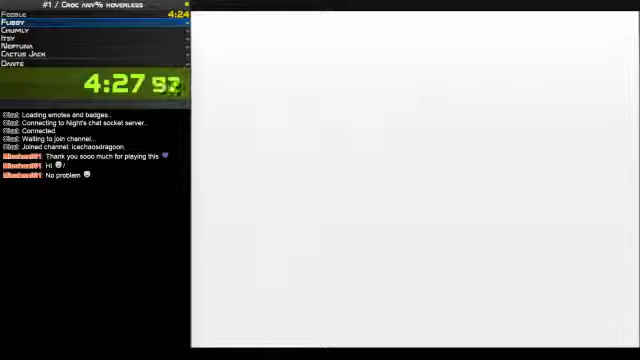 #1 / Croc any% hoverless
Feeble 4:24
Flibby
Chumly
Itsy
Neptuna
Cactus Jack
Dante
4:27
Loading emotes and badges..
Connecting to Night's chat socket server..
Connected
Waiting to join channel...
Joined channel: icechaosdragoon.
Thank you sooo much for playing this
Hi /
No problem